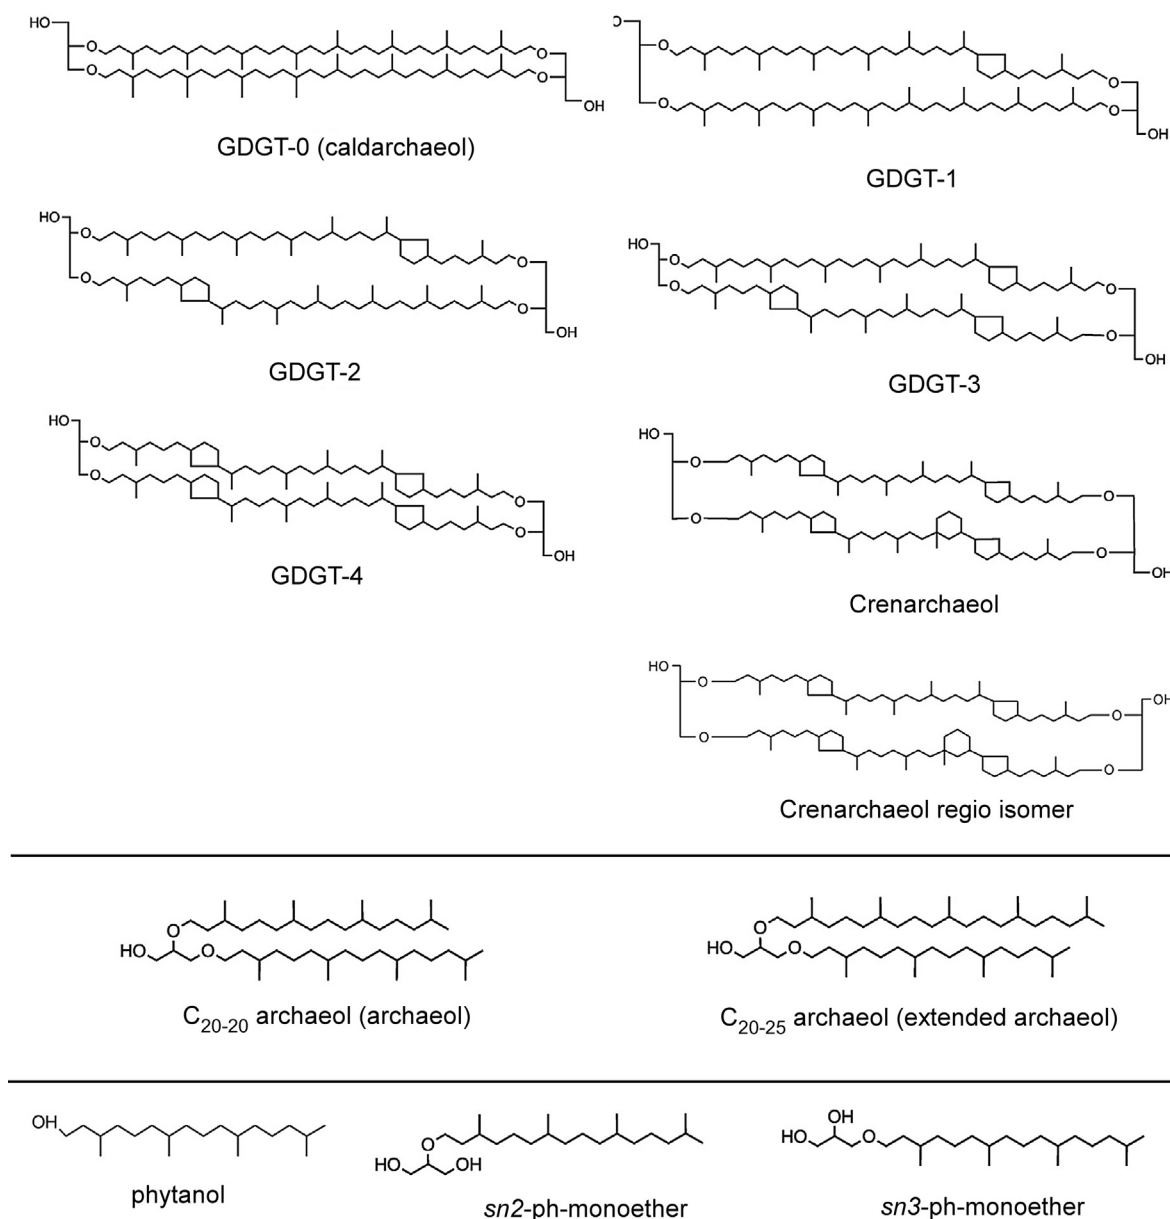 HO
O
O
O
O
OH
GDGT-0 (caldarchaeol)
O
O
O
O
OH
GDGT-1
HO
O
O
O
O
OH
GDGT-2
HO
O
O
O
O
OH
GDGT-3
HO
O
O
O
O
OH
GDGT-4
HO
O
O
O
O
OH
Crenarchaeol
HO
O
O
O
O
OH
Crenarchaeol regio isomer
O
HO
O
C20-20 archaeol (archaeol)
O
HO
O
C20-25 archaeol (extended archaeol)
OH
phytanol
O
HO
OH
sn2-ph-monoether
OH
HO
O
sn3-ph-monoether